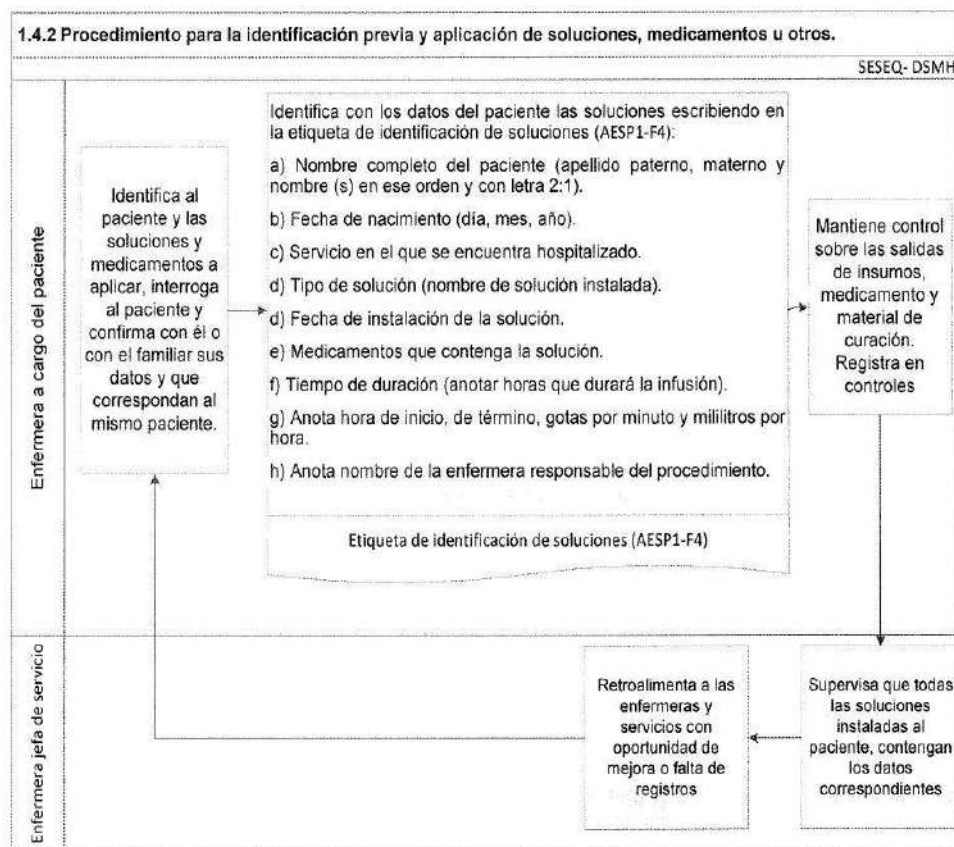 1.4.2 Procedimiento para la identificación previa y aplicación de soluciones, medicamentos u otros.
SESEQ- DSMH
Enfermera a cargo del paciente
Identifica al
paciente y las
soluciones y
medicamentos a
aplicar, interroga
al paciente y
confirma con él o
con el familiar sus
datos y que
correspondan al
mismo paciente.
Identifica con los datos del paciente las soluciones escribiendo en
la etiqueta de identificación de soluciones (AESP1-F4):
a) Nombre completo del paciente (apellido paterno, materno y
nombre (s) en ese orden y con letra 2:1).
b) Fecha de nacimiento (día, mes, año).
c) Servicio en el que se encuentra hospitalizado.
d) Tipo de solución (nombre de solución instalada).
d) Fecha de instalación de la solución.
e) Medicamentos que contenga la solución.
f) Tiempo de duración (anotar horas que durará la infusión).
g) Anota hora de inicio, de término, gotas por minuto y mililitros por
hora.
h) Anota nombre de la enfermera responsable del procedimiento.
Etiqueta de identificación de soluciones (AESP1-F4)
Mantiene control
sobre las salidas
de insumos,
medicamento y
material de
curación.
Registra en
controles
Enfermera jefa de servicio
Retroalimenta a las
enfermeras y
servicios con
oportunidad de
mejora o falta de
registros
Supervisa que todas
las soluciones
instaladas al
paciente, contengan
los datos
correspondientes